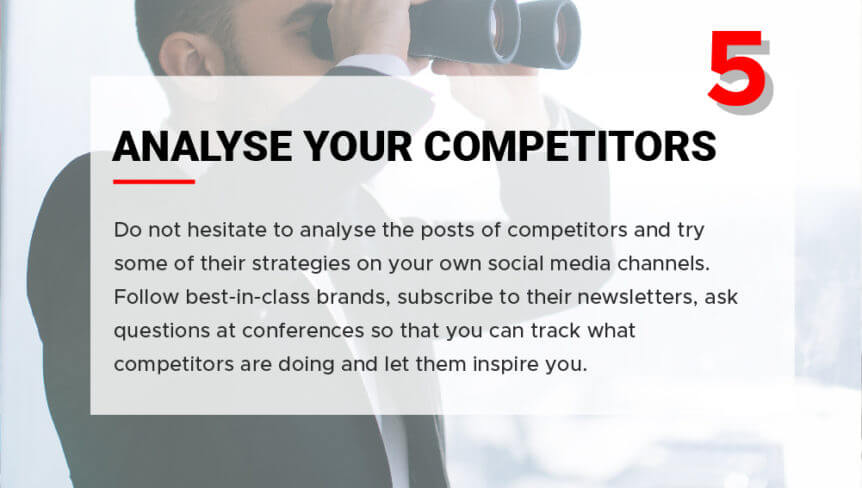 5
ANALYSE YOUR COMPETITORS
Do not hesitate to analyse the posts of competitors and try
some of their strategies on your own social media channels.
Follow best-in-class brands, subscribe to their newsletters, ask
questions at conferences so that you can track what
competitors are doing and let them inspire you.